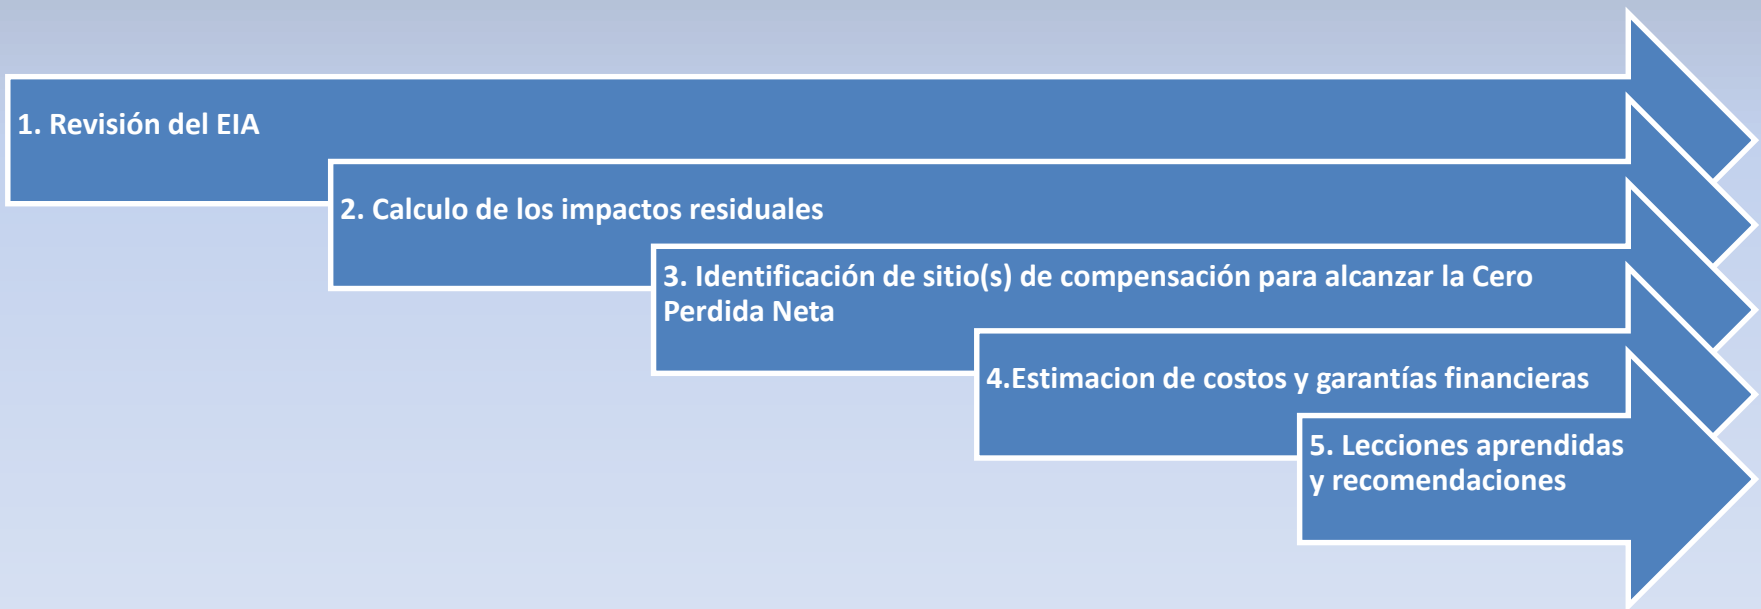 1. Revisión del EIA
2. Calculo de los impactos residuales
3. Identificación de sitio(s) de compensación para alcanzar la Cero
Perdida Neta
4.Estimacion de costos y garantías financieras
5. Lecciones aprendidas
y recomendaciones